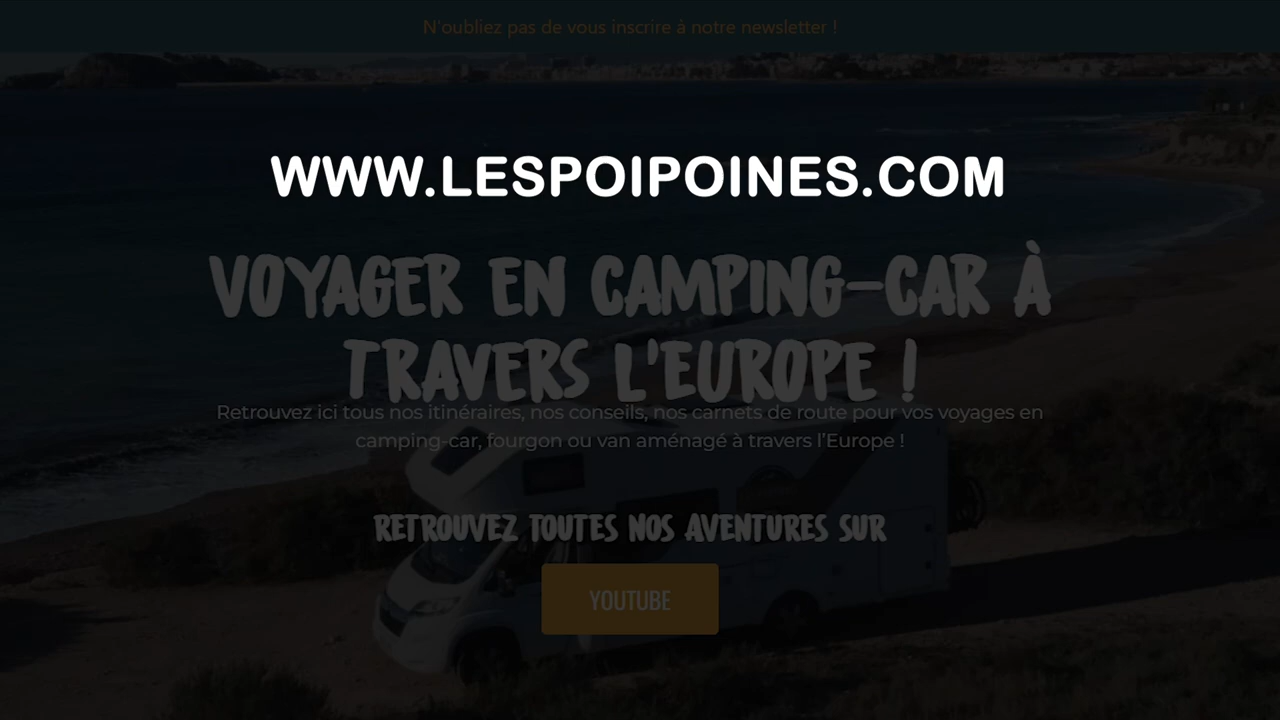 N'oubliez pas de vous inscrire à notre newsletter !
WWW.LESPOIPOINES.COM
VOYAGER EN CAMPING-CAR À
TRAVERS L'EUROPE !
Retrouvez ici tous nos itinéraires, nos conseils, nos carnets de route pour vos voyages en
camping-car, fourgon ou van aménagé à travers l’Europe !
RETROUVEZ TOUTES NOS AVENTURES SUR
YOUTUBE